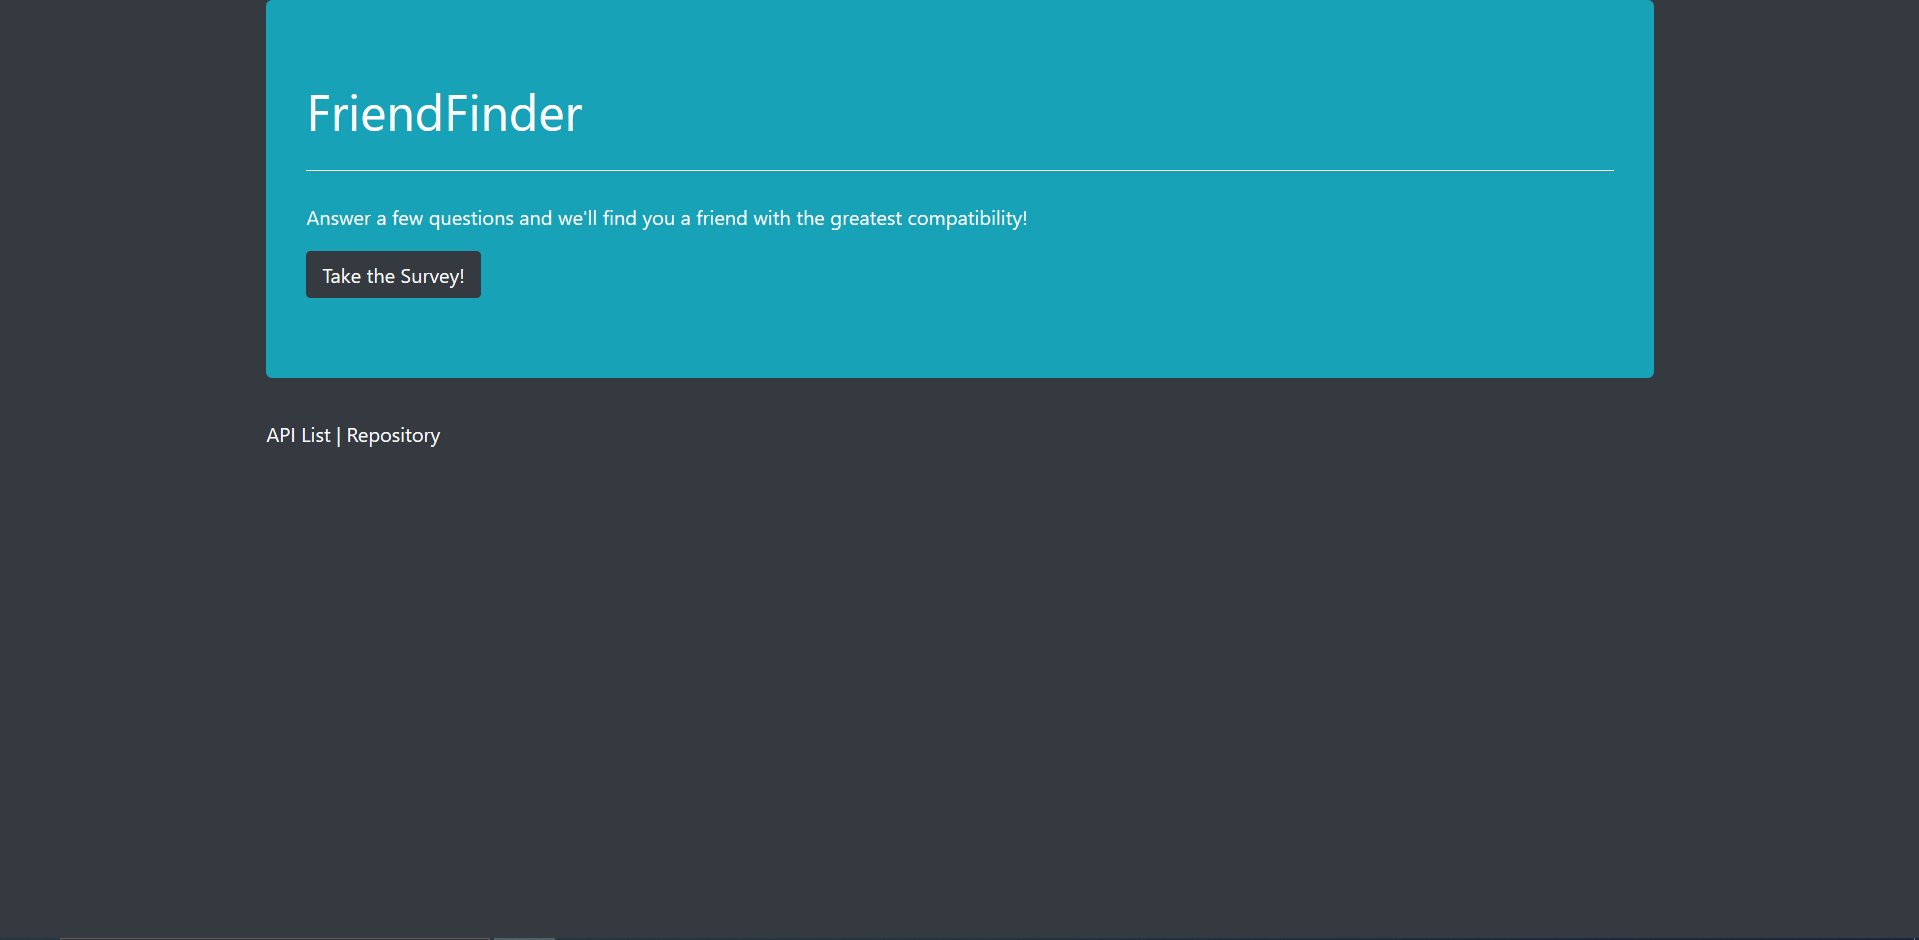 FriendFinder
Answer a few questions and we'll find you a friend with the greatest compatibility!
Take the Survey!
API List | Repository